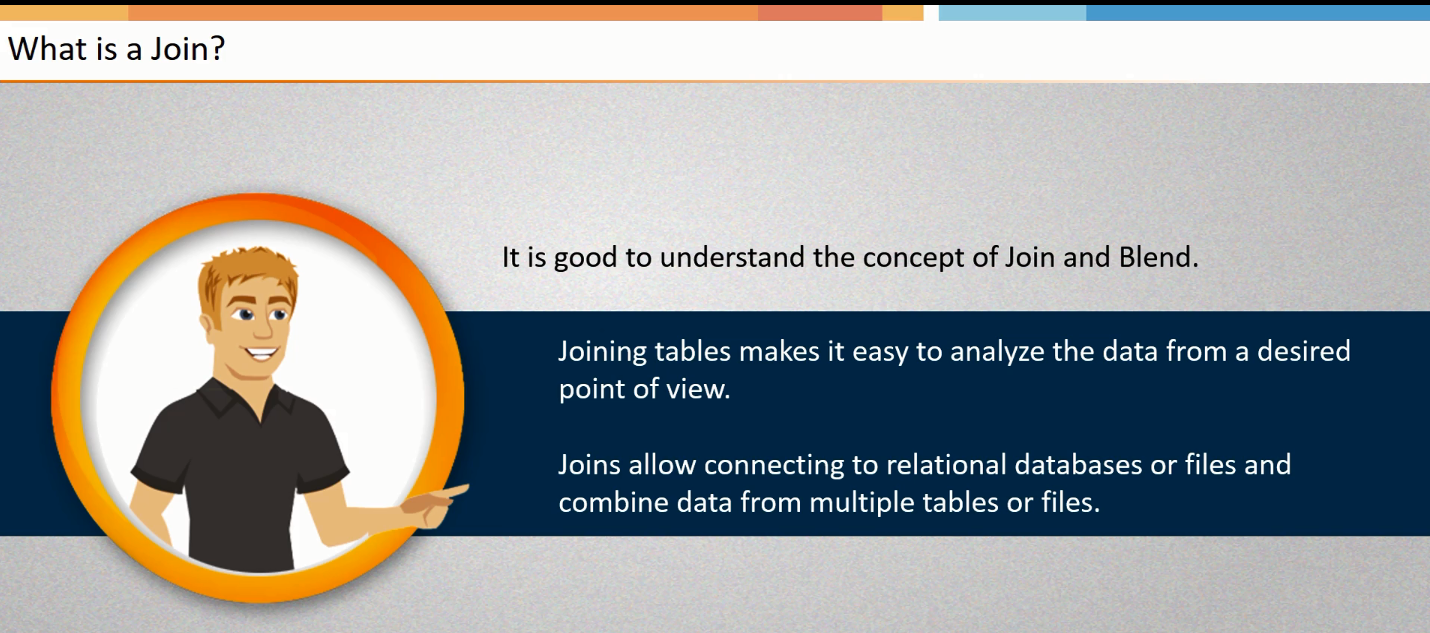 What is a Join?
It is good to understand the concept of Join and Blend.
Joining tables makes it easy to analyze the data from a desired
point of view.
Joins allow connecting to relational databases or files and
combine data from multiple tables or files.